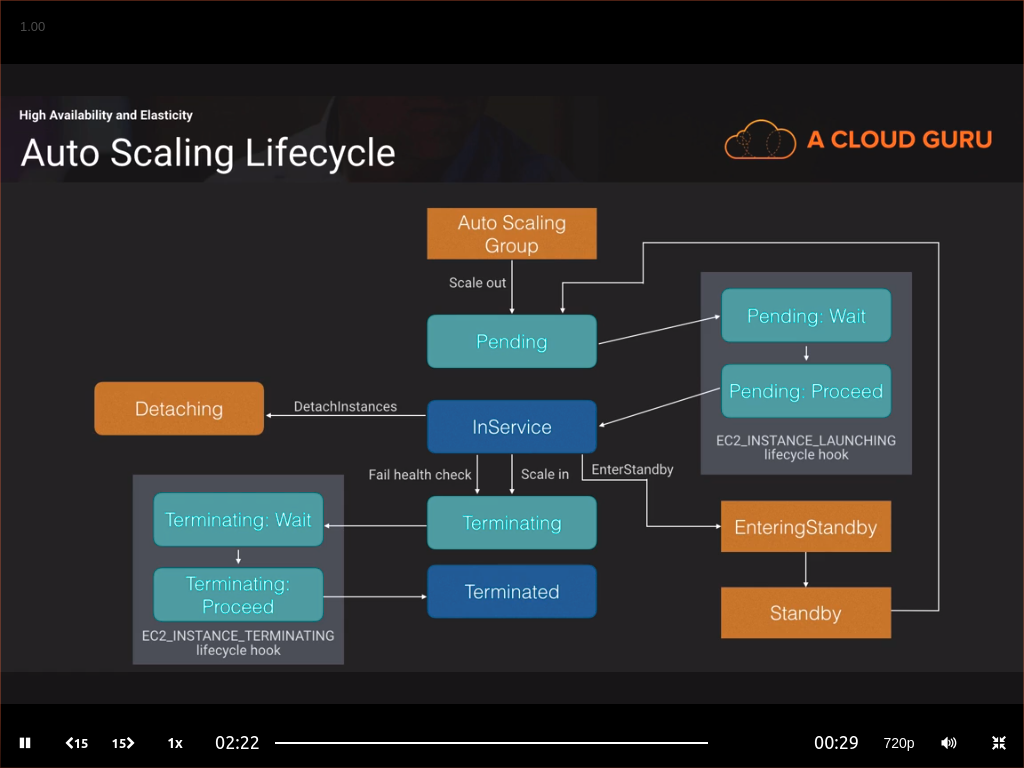 1.00
High Availability and Elasticity
Auto Scaling Lifecycle
A CLOUD GURU
Auto Scaling
Group
Scale out
Pending
Pending: Wait
Pending: Proceed
EC2_INSTANCE_LAUNCHING
lifecycle hook
Detaching
DetachInstances
InService
Fail health check
Scale in
EnterStandby
Terminating: Wait
Terminating
EnteringStandby
Terminating:
Proceed
Terminated
Standby
EC2_INSTANCE_TERMINATING
lifecycle hook
15 15 1x 02:22 00:29 720p